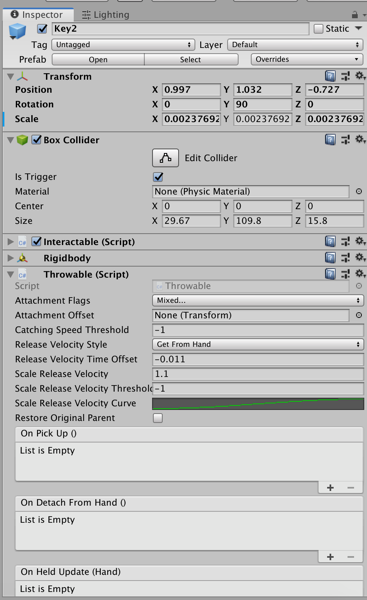 Inspector Lighting
Key2 Static
Tag Untagged Layer Default
Prefab Open Select Overrides
Transform
Position X 0.997 Y 1.032 Z -0.727
Rotation X 0 Y 90 Z 0
Scale X 0.00237692 Y 0.00237692 Z 0.00237692
Box Collider
Edit Collider
Is Trigger
Material None (Physic Material)
Center X 0 Y 0 Z 0
Size X 29.67 Y 109.8 Z 15.8
Interactable (Script)
Rigidbody
Throwable (Script)
Script Throwable
Attachment Flags Mixed...
Attachment Offset None (Transform)
Catching Speed Threshold -1
Release Velocity Style Get From Hand
Release Velocity Time Offset -0.011
Scale Release Velocity 1.1
Scale Release Velocity Threshold -1
Scale Release Velocity Curve
Restore Original Parent
On Pick Up ()
List is Empty
+ −
On Detach From Hand ()
List is Empty
+ −
On Held Update (Hand)
List is Empty